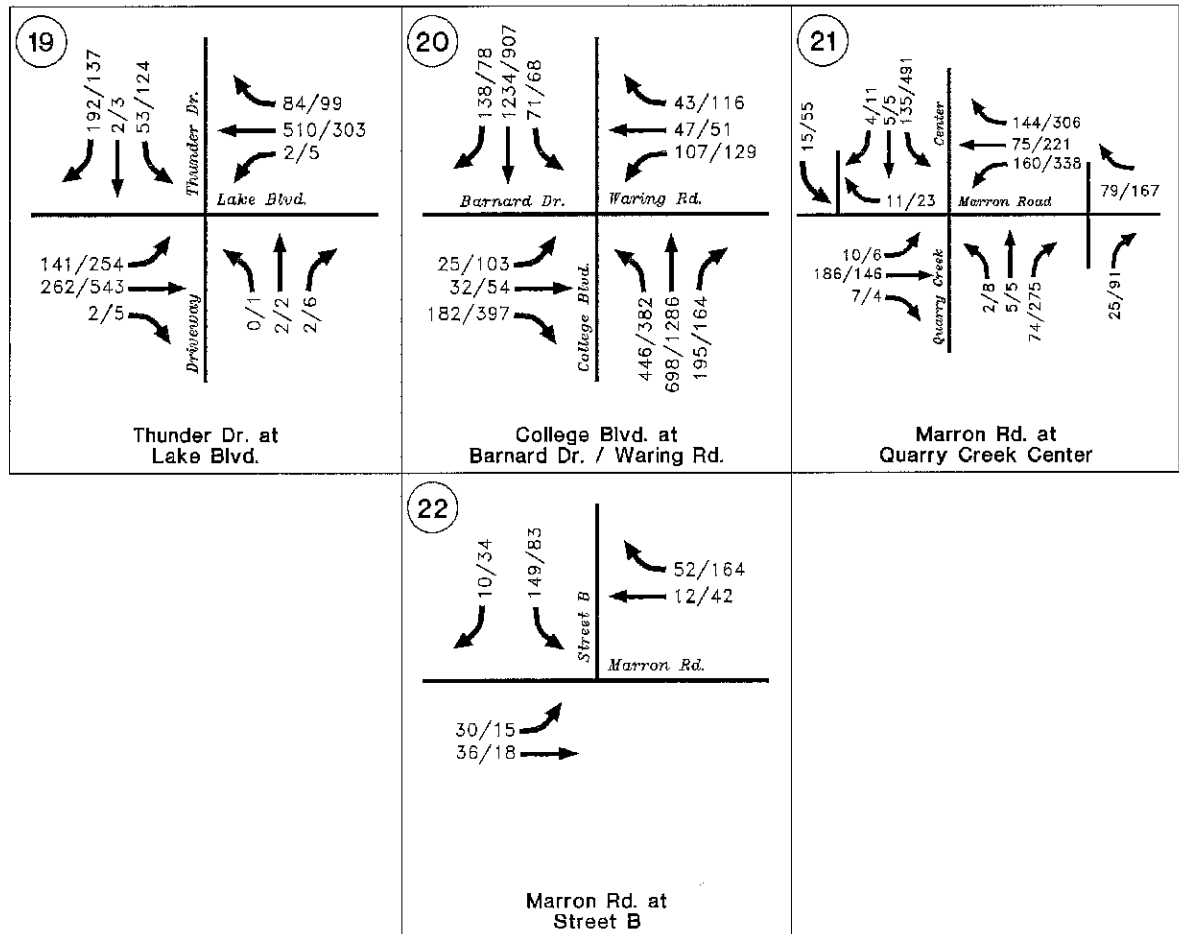 19
192/137
2/3
53/124
Thunder Dr.
84/99
510/303
2/5
Lake Blvd.
141/254
262/543
2/5
Driveway
0/1
2/2
2/6
Thunder Dr. at
Lake Blvd.
20
138/78
1234/907
71/68
43/116
47/51
107/129
Barnard Dr.
Waring Rd.
25/103
32/54
182/397
College Blvd.
446/382
698/1286
195/164
College Blvd. at
Barnard Dr. / Waring Rd.
21
15/55
4/11
5/5
135/491
Center
144/306
75/221
160/338
79/167
11/23
Marron Road
10/6
186/146
7/4
Quarry Creek
2/8
5/5
74/275
25/91
Marron Rd. at
Quarry Creek Center
22
10/34
149/83
Street B
52/164
12/42
Marron Rd.
30/15
36/18
Marron Rd. at
Street B